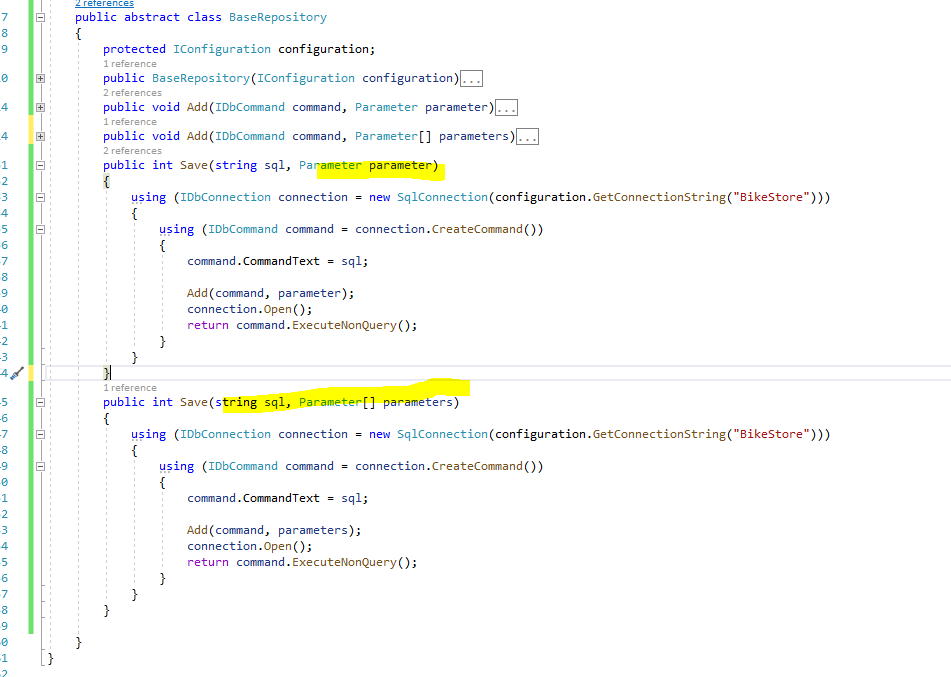 2 references
7 public abstract class BaseRepository
8 {
9 protected IConfiguration configuration;
1 reference
0 public BaseRepository(IConfiguration configuration)...
2 references
4 public void Add(IDbCommand command, Parameter parameter)...
1 reference
4 public void Add(IDbCommand command, Parameter[] parameters)...
2 references
1 public int Save(string sql, Parameter parameter)
2 {
3 using (IDbConnection connection = new SqlConnection(configuration.GetConnectionString("BikeStore")))
4 {
5 using (IDbCommand command = connection.CreateCommand())
6 {
7 command.CommandText = sql;
8
9 Add(command, parameter);
0 connection.Open();
1 return command.ExecuteNonQuery();
2 }
3 }
4 }
1 reference
5 public int Save(string sql, Parameter[] parameters)
6 {
7 using (IDbConnection connection = new SqlConnection(configuration.GetConnectionString("BikeStore")))
8 {
9 using (IDbCommand command = connection.CreateCommand())
0 {
1 command.CommandText = sql;
2
3 Add(command, parameters);
4 connection.Open();
5 return command.ExecuteNonQuery();
6 }
7 }
8 }
9
0 }
1 }
2